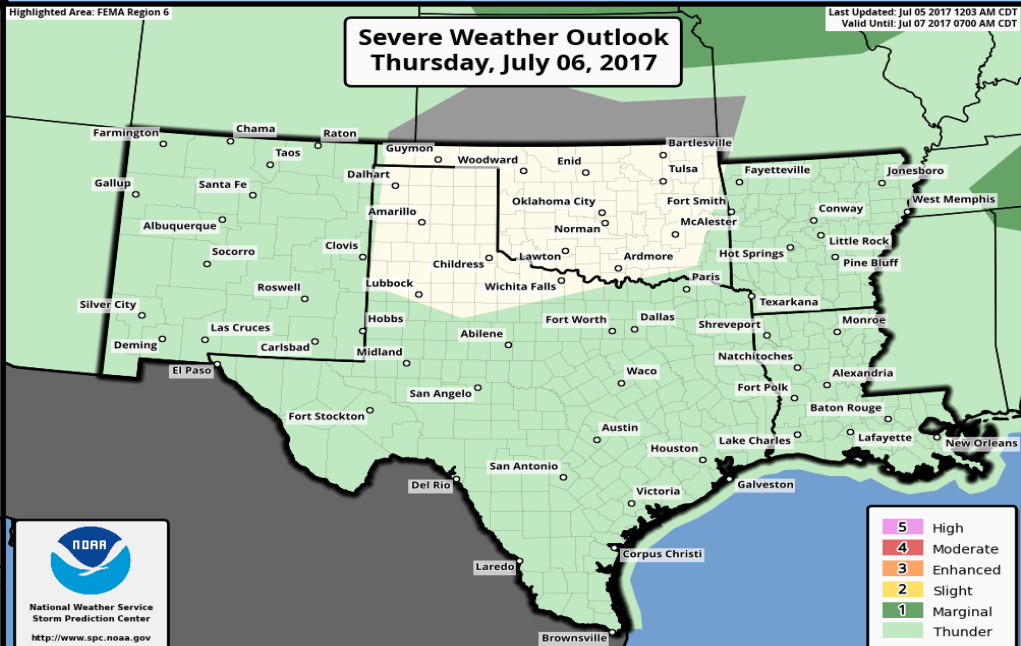 Highlighted Area: FEMA Region 6
Last Updated: Jul 05 2017 1203 AM CDT
Valid Until: Jul 07 2017 0700 AM CDT
Severe Weather Outlook
Thursday, July 06, 2017
Farmington
Chama
Raton
Taos
Guymon
Woodward
Enid
Bartlesville
Gallup
Santa Fe
Dalhart
Tulsa
Fayetteville
Jonesboro
Albuquerque
Amarillo
Oklahoma City
Fort Smith
West Memphis
Norman
McAlester
Conway
Socorro
Clovis
Childress
Lawton
Ardmore
Hot Springs
Little Rock
Pine Bluff
Roswell
Lubbock
Wichita Falls
Paris
Silver City
Hobbs
Texarkana
Las Cruces
Abilene
Fort Worth
Dallas
Shreveport
Monroe
Deming
Carlsbad
Midland
Natchitoches
El Paso
San Angelo
Waco
Fort Polk
Alexandria
Fort Stockton
Baton Rouge
Austin
Houston
Lake Charles
Lafayette
New Orleans
San Antonio
Del Rio
Victoria
Galveston
Corpus Christi
Laredo
Brownsville
NOAA
National Weather Service
Storm Prediction Center
http://www.spc.noaa.gov
5 High
4 Moderate
3 Enhanced
2 Slight
1 Marginal
Thunder